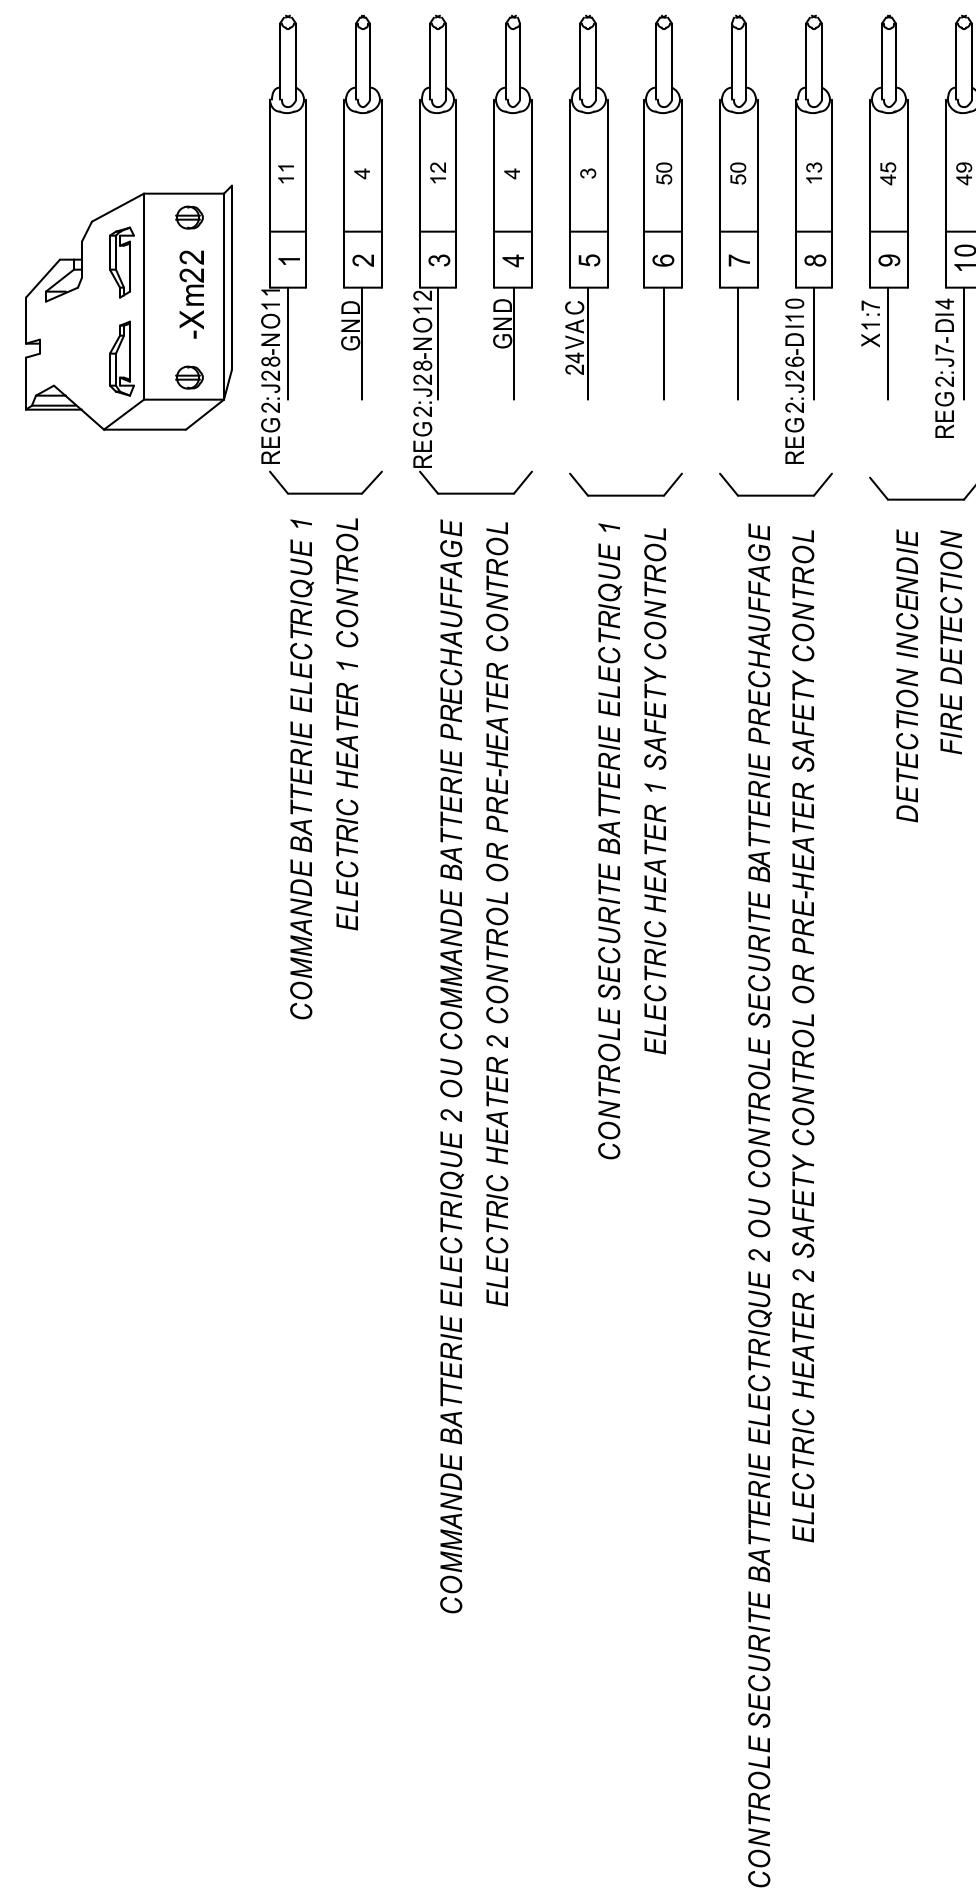 -Xm22
11
4
12
4
3
50
50
13
45
49
1
2
3
4
5
6
7
8
9
10
REG2:J28-NO11
GND
REG2:J28-NO12
GND
24VAC
REG2:J26-DI10
X1:7
REG2:J7-DI4
COMMANDE BATTERIE ELECTRIQUE 1
ELECTRIC HEATER 1 CONTROL
COMMANDE BATTERIE ELECTRIQUE 2 OU COMMANDE BATTERIE PRECHAUFFAGE
ELECTRIC HEATER 2 CONTROL OR PRE-HEATER CONTROL
CONTROLE SECURITE BATTERIE ELECTRIQUE 1
ELECTRIC HEATER 1 SAFETY CONTROL
CONTROLE SECURITE BATTERIE ELECTRIQUE 2 OU CONTROLE SECURITE BATTERIE PRECHAUFFAGE
ELECTRIC HEATER 2 SAFETY CONTROL OR PRE-HEATER SAFETY CONTROL
DETECTION INCENDIE
FIRE DETECTION